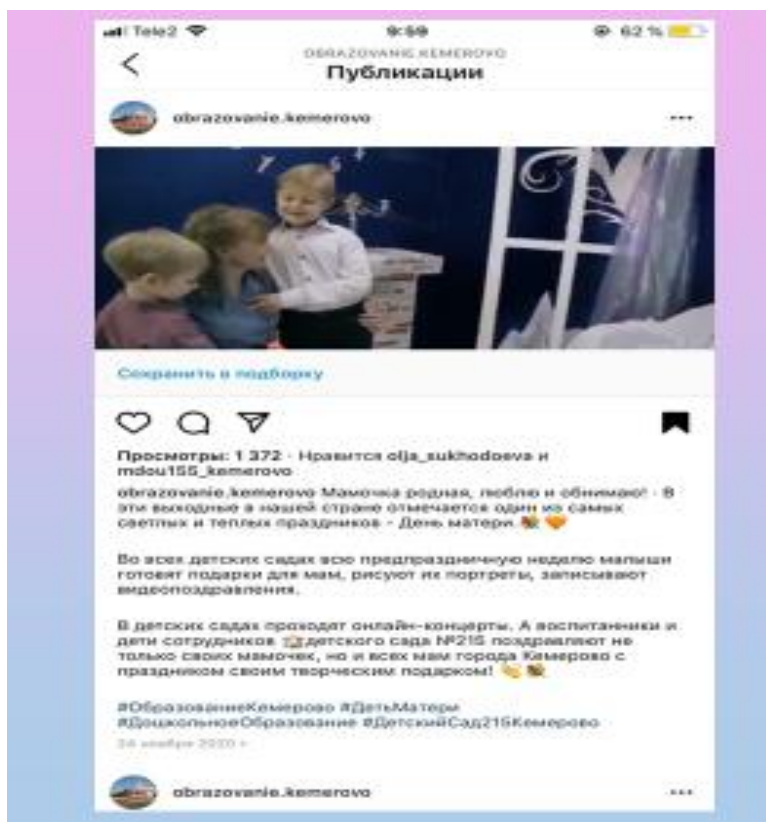 Tele2
9:59
62 %
OBRAZOVANIE.KEMEROVO
Публикации
obrazovanie.kemerovo
Сохранить в подборку
Просмотры: 1 372 · Нравится olja_sukhodoeva и
mdou155_kemerovo
obrazovanie.kemerovo Мамочка родная, люблю и обнимаю! - В
эти выходные в нашей стране отмечается один из самых
светлых и теплых праздников - День матери. 💐 🧡
Во всех детских садах всю предпраздничную неделю малыши
готовят подарки для мам, рисуют их портреты, записывают
видеопоздравления.
В детских садах проходят онлайн-концерты. А воспитанники и
дети сотрудников детского сада №215 поздравляют не
только своих мамочек, но и всех мам города Кемерово с
праздником своим творческим подарком! 👏 💐
#ОбразованиеКемерово #ДетьМатери
#ДошкольноеОбразование #ДетскийСад215Кемерово
24 ноября 2020 г.
obrazovanie.kemerovo